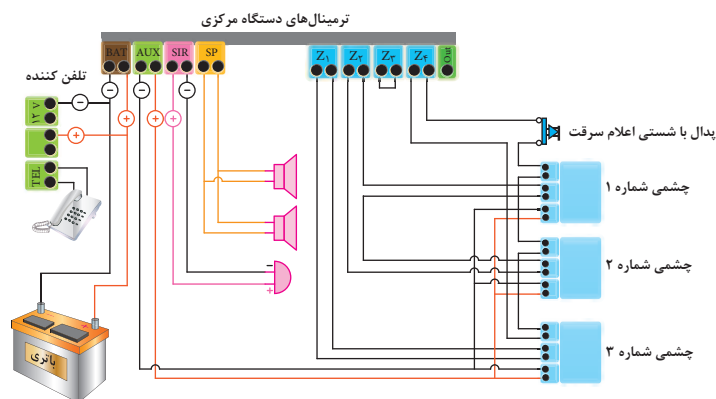 ترمینال‌های دستگاه مرکزی
BAT AUX SIR SP Z۱ Z۲ Z۳ Z۴ Out
تلفن کننده
۱۲ V
TEL
پدال با شستی اعلام سرقت
چشمی شماره ۱
چشمی شماره ۲
چشمی شماره ۳
باتری